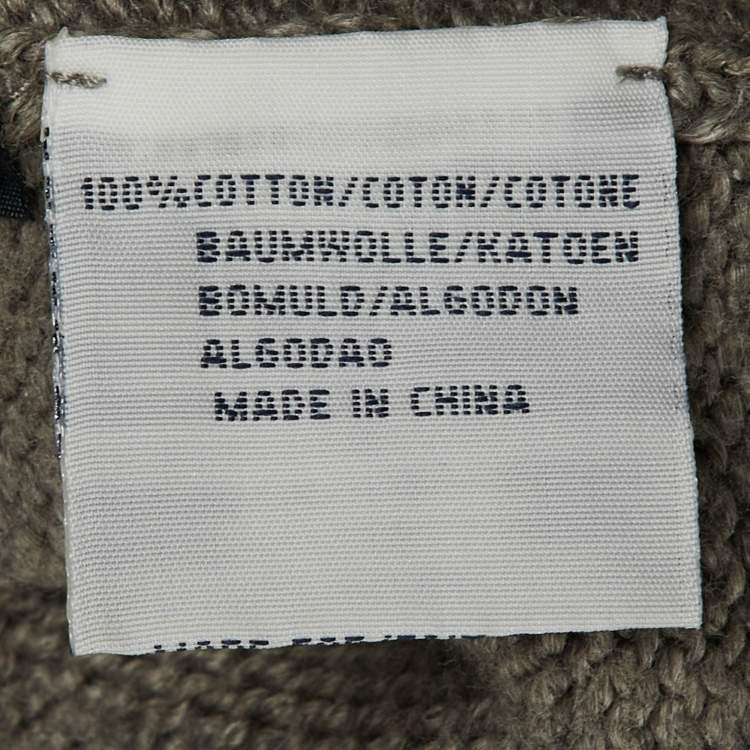 100%COTTON/COTON/COTONE
BAUMWOLLE/KATOEN
BOMULD/ALGODON
ALGODAO
MADE IN CHINA